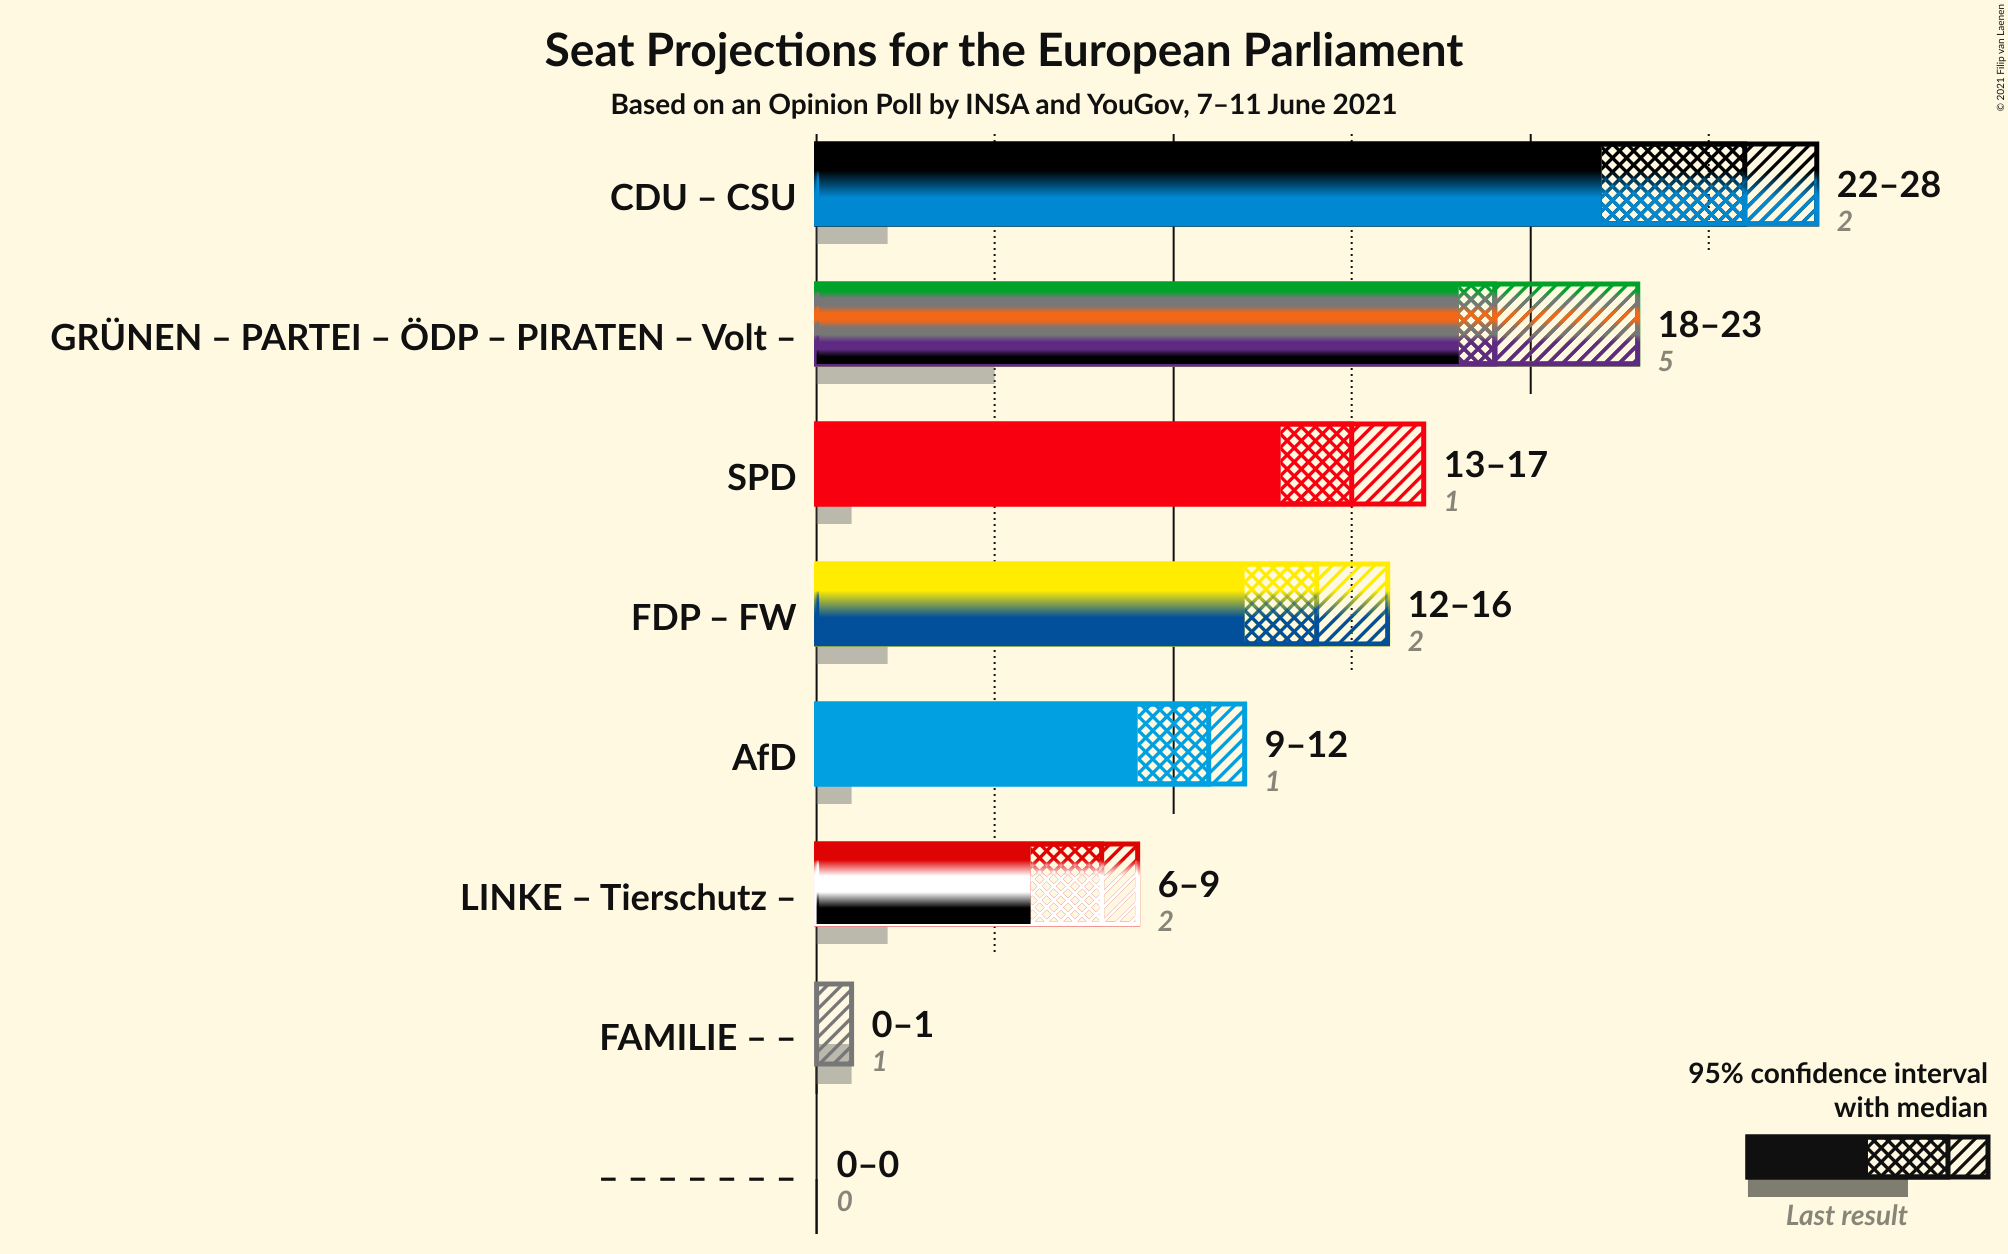 Seat Projections for the European Parliament
Based on an Opinion Poll by INSA and YouGov, 7–11 June 2021
© 2021 Filip van Laenen
CDU – CSU
22–28
2
GRÜNEN – PARTEI – ÖDP – PIRATEN – Volt –
18–23
5
SPD
13–17
1
FDP – FW
12–16
2
AfD
9–12
1
LINKE – Tierschutz –
6–9
2
FAMILIE – –
0–1
1
– – – – – – –
0–0
0
95% confidence interval
with median
Last result